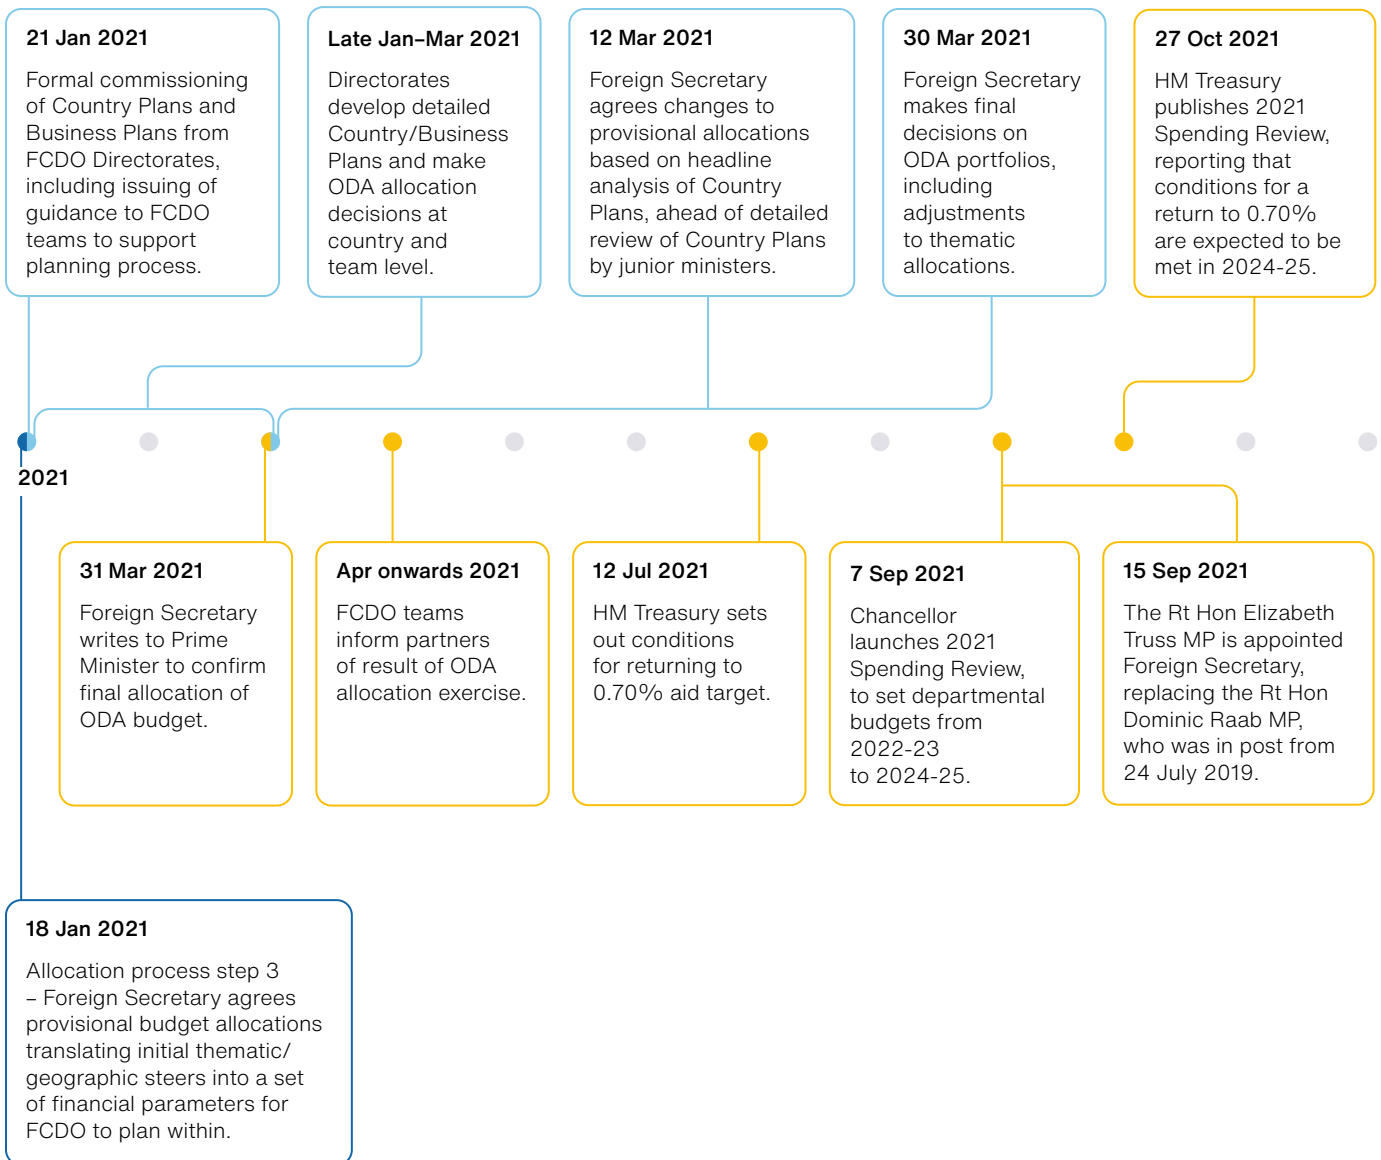 21 Jan 2021
Formal commissioning
of Country Plans and
Business Plans from
FCDO Directorates,
including issuing of
guidance to FCDO
teams to support
planning process.
Late Jan–Mar 2021
Directorates
develop detailed
Country/Business
Plans and make
ODA allocation
decisions at
country and
team level.
12 Mar 2021
Foreign Secretary
agrees changes to
provisional allocations
based on headline
analysis of Country
Plans, ahead of detailed
review of Country Plans
by junior ministers.
30 Mar 2021
Foreign Secretary
makes final
decisions on
ODA portfolios,
including
adjustments
to thematic
allocations.
27 Oct 2021
HM Treasury
publishes 2021
Spending Review,
reporting that
conditions for a
return to 0.70%
are expected to be
met in 2024-25.
2021
31 Mar 2021
Foreign Secretary
writes to Prime
Minister to confirm
final allocation of
ODA budget.
Apr onwards 2021
FCDO teams
inform partners
of result of ODA
allocation exercise.
12 Jul 2021
HM Treasury sets
out conditions
for returning to
0.70% aid target.
7 Sep 2021
Chancellor
launches 2021
Spending Review,
to set departmental
budgets from
2022-23
to 2024-25.
15 Sep 2021
The Rt Hon Elizabeth
Truss MP is appointed
Foreign Secretary,
replacing the Rt Hon
Dominic Raab MP,
who was in post from
24 July 2019.
18 Jan 2021
Allocation process step 3
– Foreign Secretary agrees
provisional budget allocations
translating initial thematic/
geographic steers into a set
of financial parameters for
FCDO to plan within.